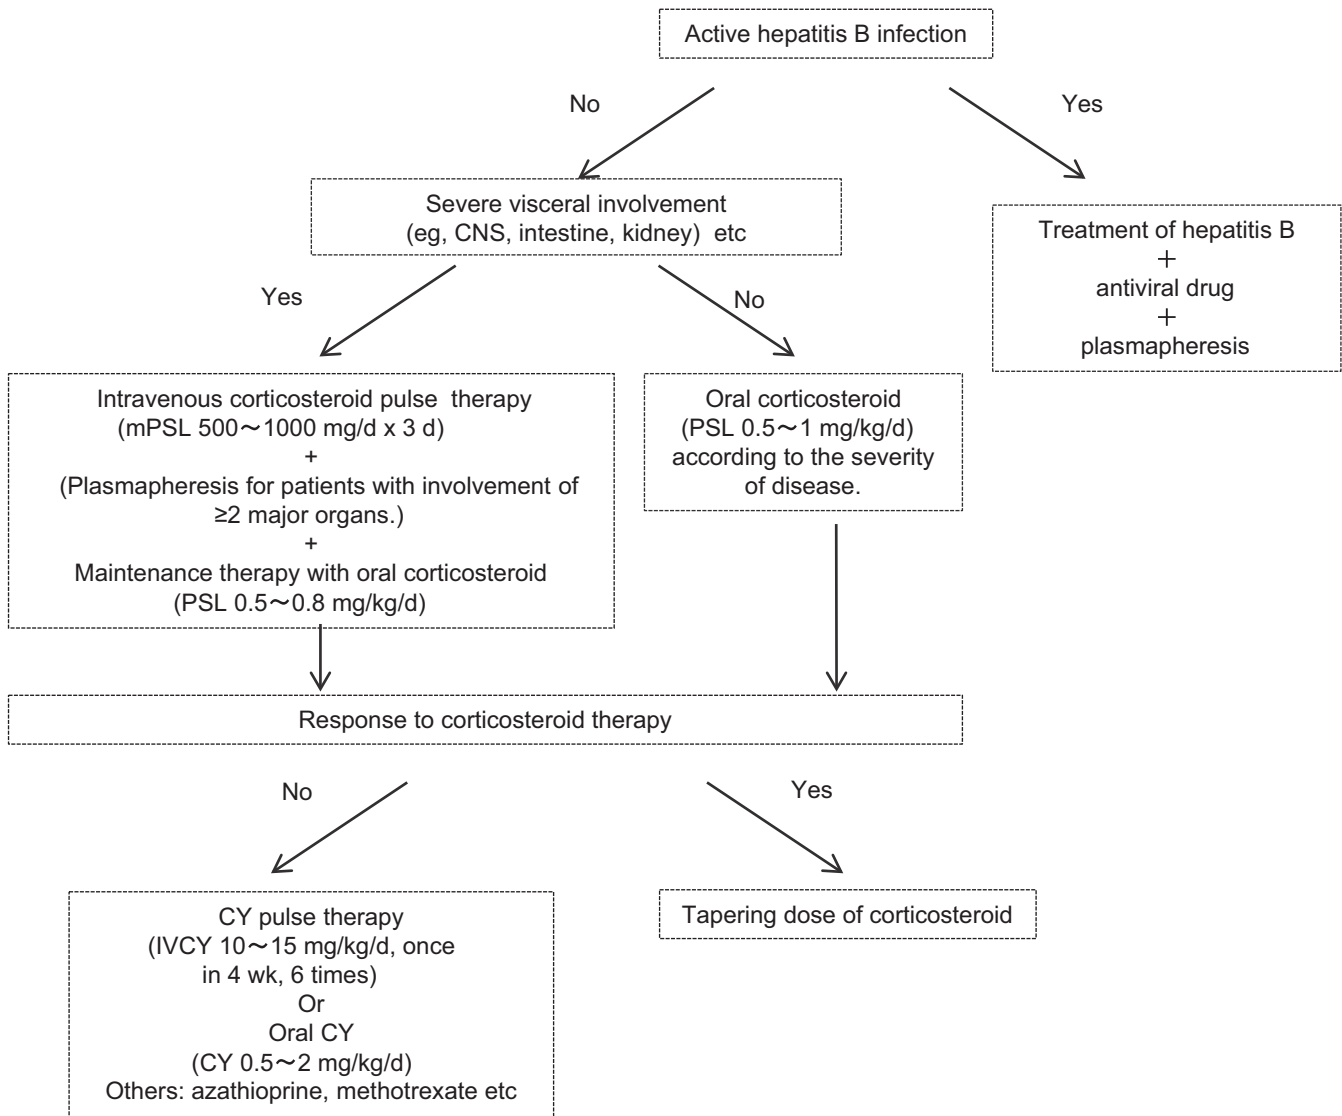 Active hepatitis B infection
No
Yes
Severe visceral involvement
(eg, CNS, intestine, kidney) etc
Treatment of hepatitis B
+
antiviral drug
+
plasmapheresis
Yes
No
Intravenous corticosteroid pulse therapy
(mPSL 500～1000 mg/d x 3 d)
+
(Plasmapheresis for patients with involvement of
≥2 major organs.)
+
Maintenance therapy with oral corticosteroid
(PSL 0.5～0.8 mg/kg/d)
Oral corticosteroid
(PSL 0.5～1 mg/kg/d)
according to the severity
of disease.
Response to corticosteroid therapy
No
Yes
CY pulse therapy
(IVCY 10～15 mg/kg/d, once
in 4 wk, 6 times)
Or
Oral CY
(CY 0.5～2 mg/kg/d)
Others: azathioprine, methotrexate etc
Tapering dose of corticosteroid